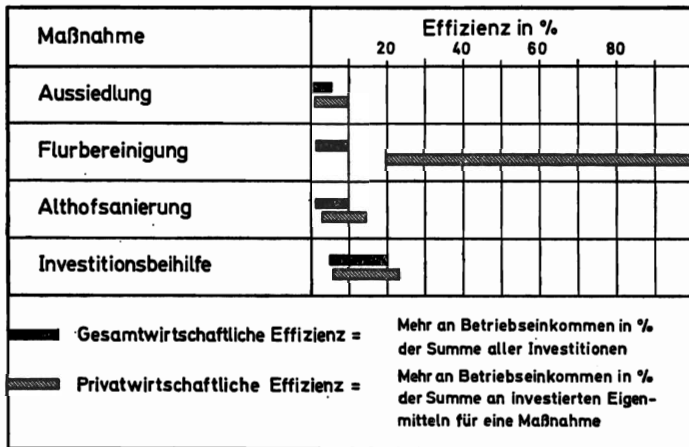 Maßnahme
Effizienz in %
20 40 60 80
Aussiedlung
Flurbereinigung
Althofsanierung
Investitionsbeihilfe
Gesamtwirtschaftliche Effizienz =
Mehr an Betriebseinkommen in %
der Summe aller Investitionen
Privatwirtschaftliche Effizienz =
Mehr an Betriebseinkommen in %
der Summe an investierten Eigen-
mitteln für eine Maßnahme